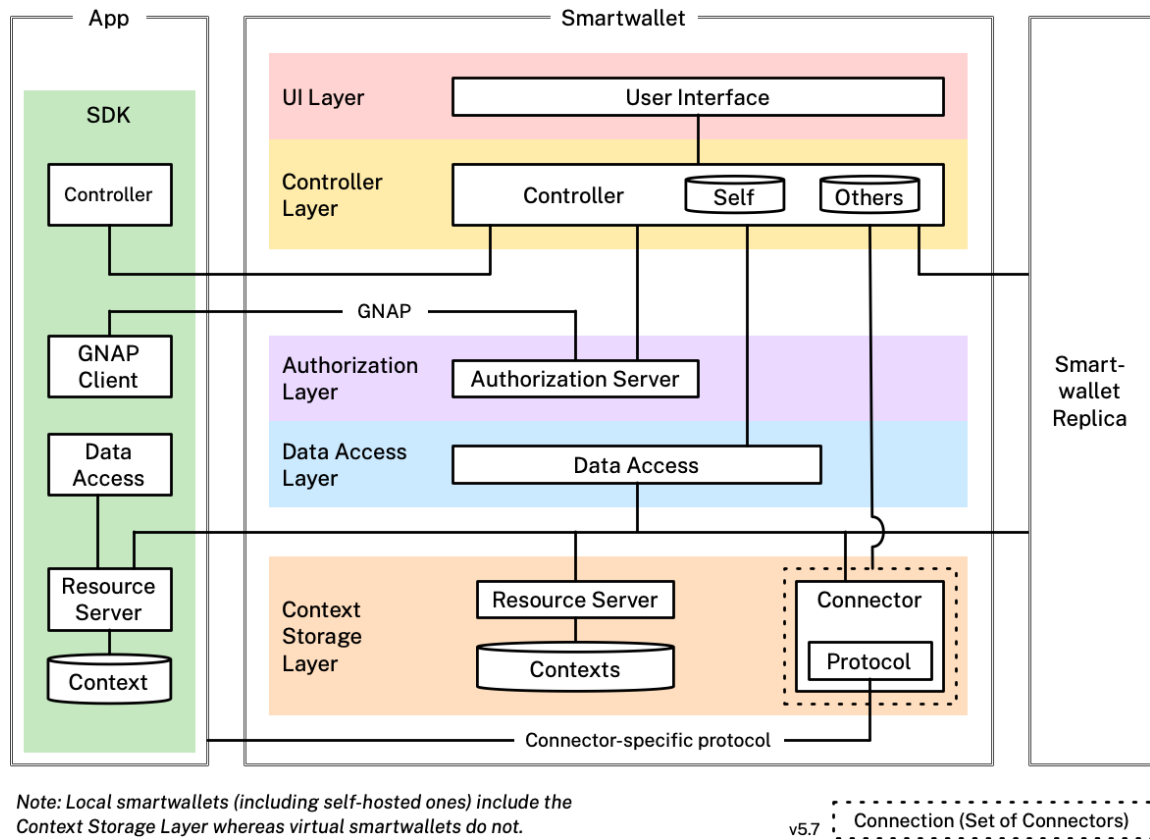 App
Smartwallet
SDK
Controller
GNAP
Client
Data
Access
Resource
Server
Context
UI Layer
User Interface
Controller
Layer
Controller
Self
Others
GNAP
Authorization
Layer
Authorization Server
Data Access
Layer
Data Access
Context
Storage
Layer
Resource Server
Contexts
Connector
Protocol
Connector-specific protocol
Smart-
wallet
Replica
Note: Local smartwallets (including self-hosted ones) include the
Context Storage Layer whereas virtual smartwallets do not.
v5.7
Connection (Set of Connectors)